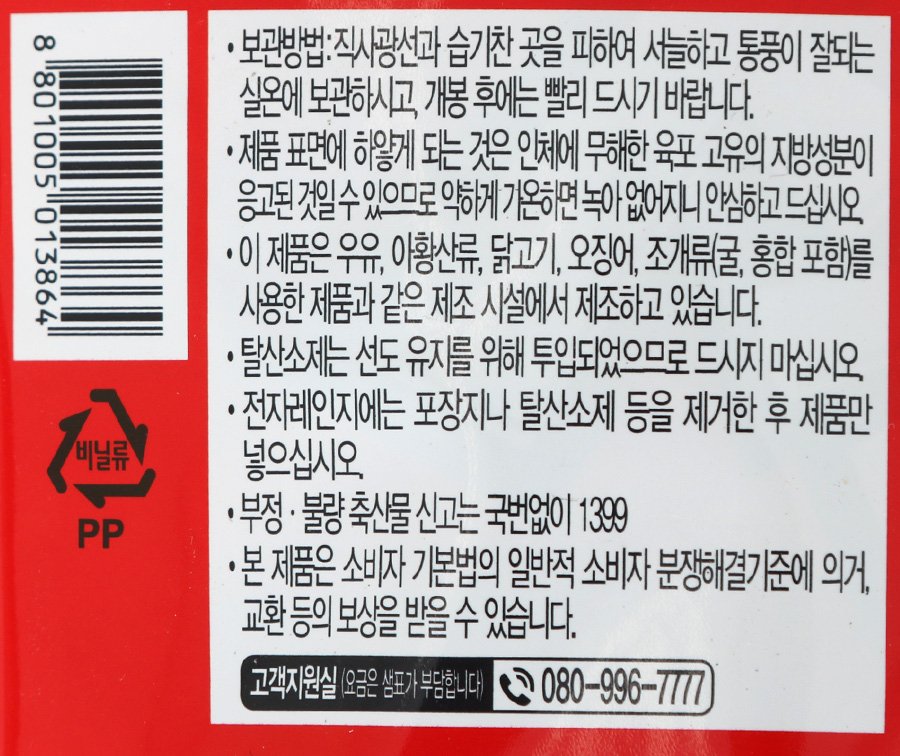 8 801005 013864
비닐류
PP
• 보관방법:직사광선과 습기찬 곳을 피하여 서늘하고 통풍이 잘되는
실온에 보관하시고, 개봉 후에는 빨리 드시기 바랍니다.
• 제품 표면에 하얗게 되는 것은 인체에 무해한 육포 고유의 지방성분이
응고된 것일 수 있으므로 약하게 가온하면 녹아 없어지니 안심하고 드십시오.
• 이 제품은 우유, 아황산류, 닭고기, 오징어, 조개류(굴, 홍합 포함)를
사용한 제품과 같은 제조 시설에서 제조하고 있습니다.
• 탈산소제는 선도 유지를 위해 투입되었으므로 드시지 마십시오.
• 전자레인지에는 포장지나 탈산소제 등을 제거한 후 제품만
넣으십시오.
• 부정·불량 축산물 신고는 국번없이 1399
• 본 제품은 소비자 기본법의 일반적 소비자 분쟁해결기준에 의거,
교환 등의 보상을 받을 수 있습니다.
고객지원실 (요금은 샘표가 부담합니다) 080-996-7777